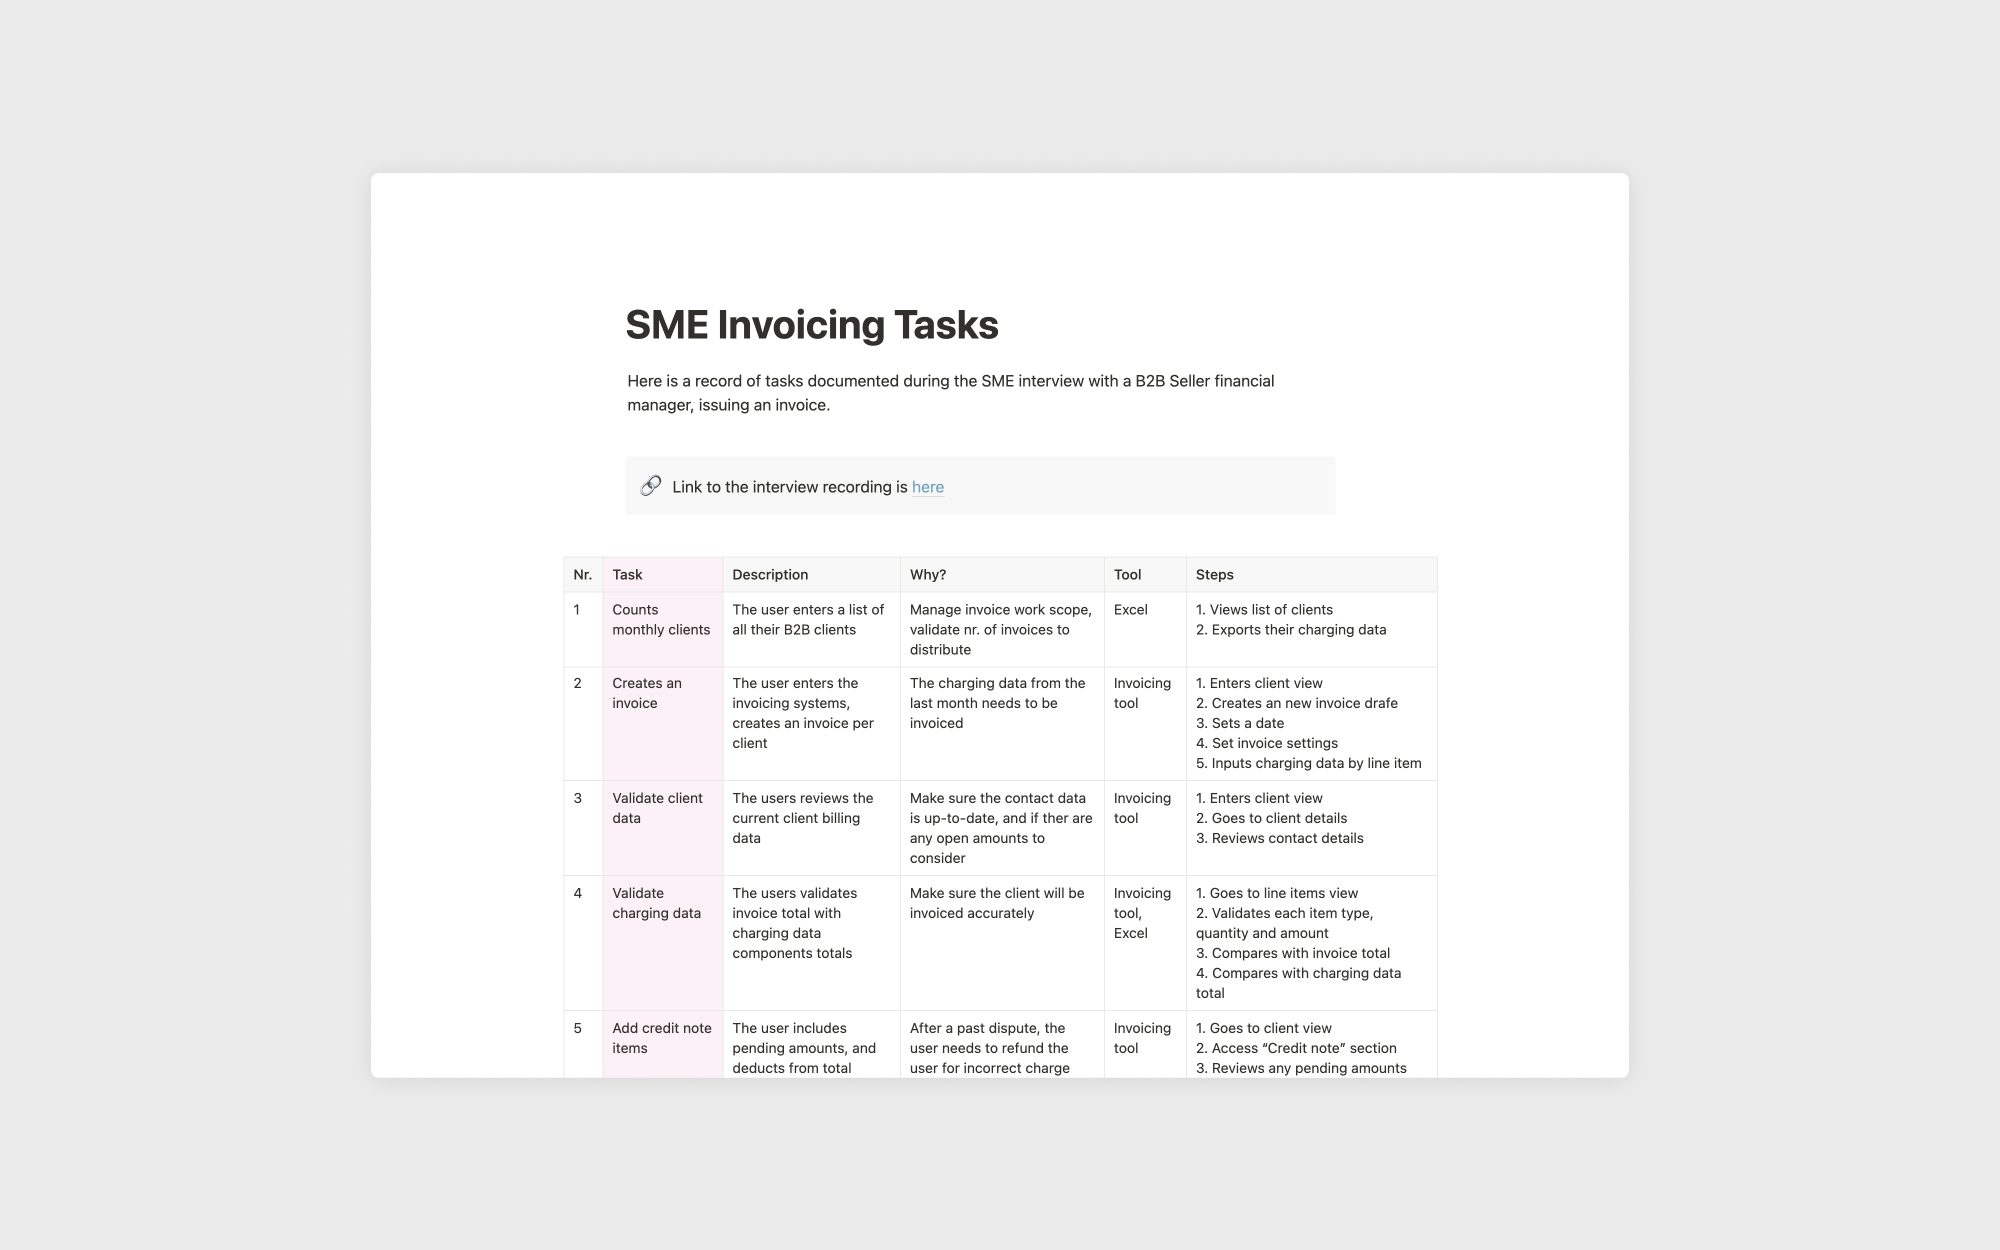 SME Invoicing Tasks
Here is a record of tasks documented during the SME interview with a B2B Seller financial
manager, issuing an invoice.
Link to the interview recording is here
Nr. Task Description Why? Tool Steps
1
Counts
monthly clients
The user enters a list of
all their B2B clients
Manage invoice work scope,
validate nr. of invoices to
distribute
Excel
1. Views list of clients
2. Exports their charging data
2
Creates an
invoice
The user enters the
invoicing systems,
creates an invoice per
client
The charging data from the
last month needs to be
invoiced
Invoicing
tool
1. Enters client view
2. Creates an new invoice drafe
3. Sets a date
4. Set invoice settings
5. Inputs charging data by line item
3
Validate client
data
The users reviews the
current client billing
data
Make sure the contact data
is up-to-date, and if ther are
any open amounts to
consider
Invoicing
tool
1. Enters client view
2. Goes to client details
3. Reviews contact details
4
Validate
charging data
The users validates
invoice total with
charging data
components totals
Make sure the client will be
invoiced accurately
Invoicing
tool,
Excel
1. Goes to line items view
2. Validates each item type,
quantity and amount
3. Compares with invoice total
4. Compares with charging data
total
5
Add credit note
items
The user includes
pending amounts, and
deducts from total
After a past dispute, the
user needs to refund the
user for incorrect charge
Invoicing
tool
1. Goes to client view
2. Access “Credit note” section
3. Reviews any pending amounts